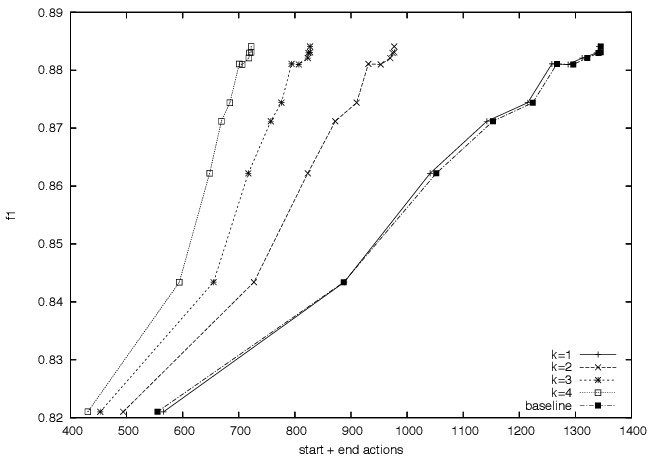 0.89
0.88
0.87
0.86
0.85
0.84
0.83
0.82
f1
400 500 600 700 800 900 1000 1100 1200 1300 1400
start + end actions
k=1
k=2
k=3
k=4
baseline